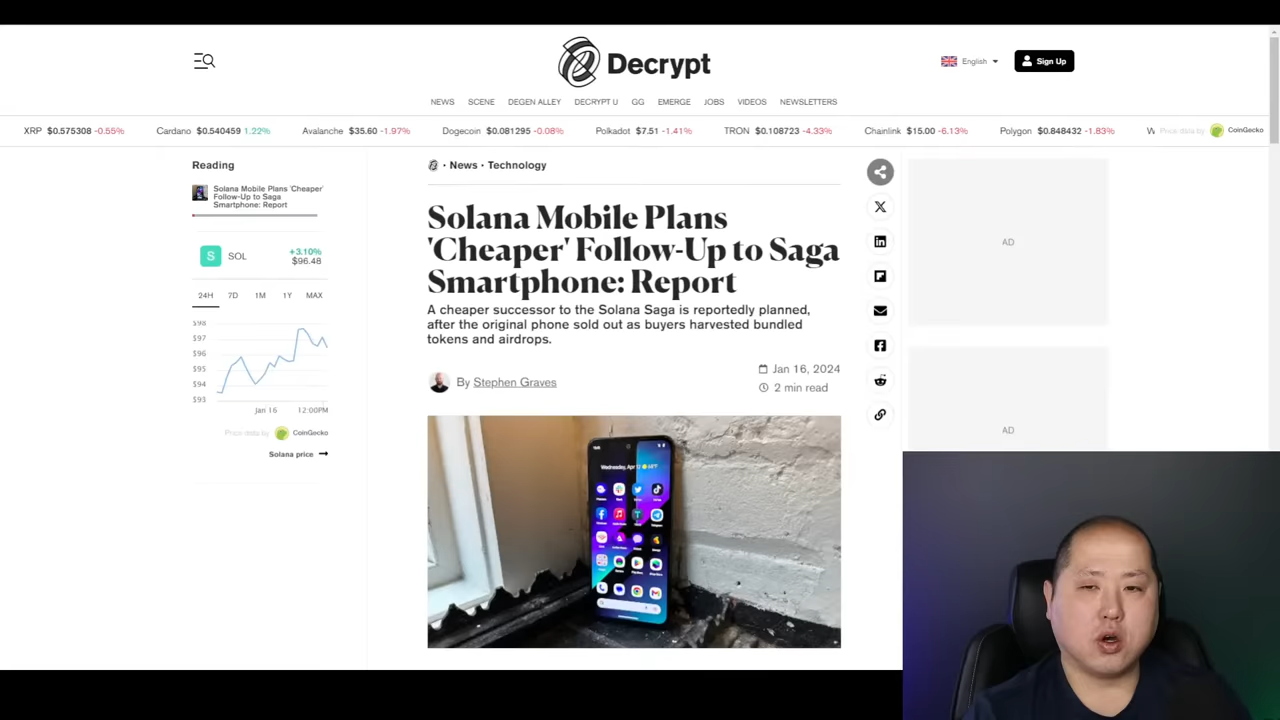 Decrypt
English
Sign Up
NEWS SCENE DEGEN ALLEY DECRYPT U GG EMERGE JOBS VIDEOS NEWSLETTERS
XRP $0.575308 -0.55% Cardano $0.540459 1.22% Avalanche $35.60 -1.97% Dogecoin $0.081295 -0.08% Polkadot $7.51 -1.41% TRON $0.108723 -4.33% Chainlink $15.00 -6.13% Polygon $0.848432 -1.83% W Price data by CoinGecko
Reading
Solana Mobile Plans 'Cheaper'
Follow-Up to Saga
Smartphone: Report
S SOL +3.10%
$96.48
24H 7D 1M 1Y MAX
$98
$97
$96
$95
$94
$93
Jan 16 12:00PM
Price data by CoinGecko
Solana price
· News · Technology
Solana Mobile Plans
'Cheaper' Follow-Up to Saga
Smartphone: Report
A cheaper successor to the Solana Saga is reportedly planned,
after the original phone sold out as buyers harvested bundled
tokens and airdrops.
By Stephen Graves
Jan 16, 2024
2 min read
AD
AD